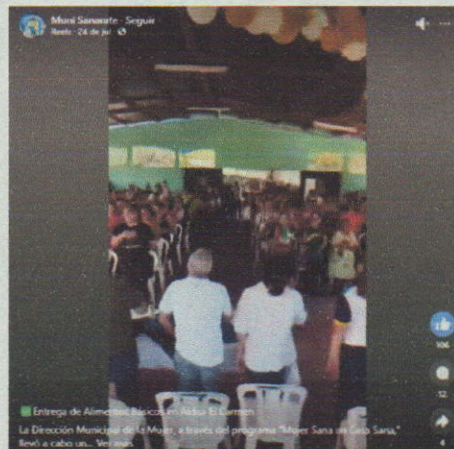 Muni Sanarate · Seguir
Reels · 24 de jul ·
106
12
Entrega de Alimentos Básicos en Aldea El Carmen
La Dirección Municipal de la Mujer, a través del programa "Mujer Sana en Casa Sana,"
llevó a cabo un... Ver más
4